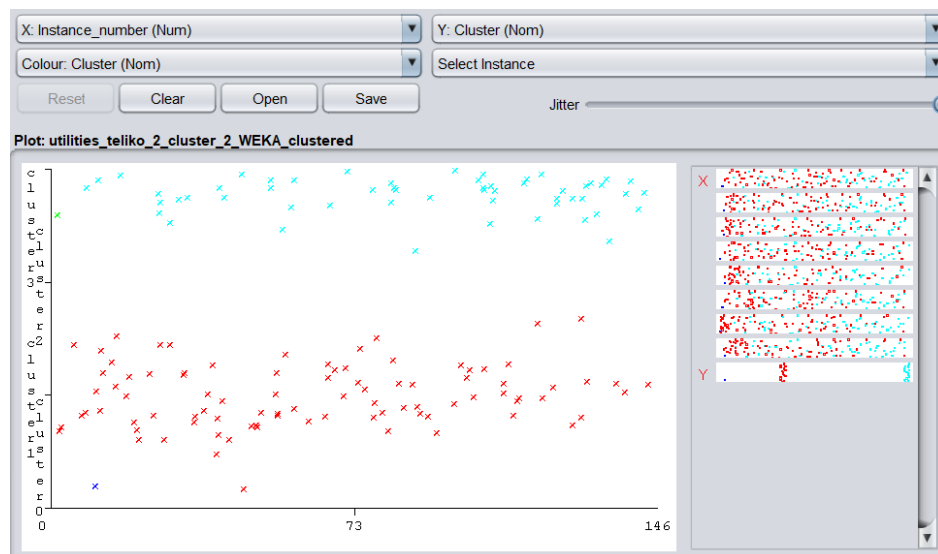 X: Instance_number (Num)
Y: Cluster (Nom)
Colour: Cluster (Nom)
Select Instance
Reset
Clear
Open
Save
Jitter
Plot: utilities_teliko_2_cluster_2_WEKA_clustered
cluster3
cluster2
cluster1
cluster0
0
73
146
X
Y